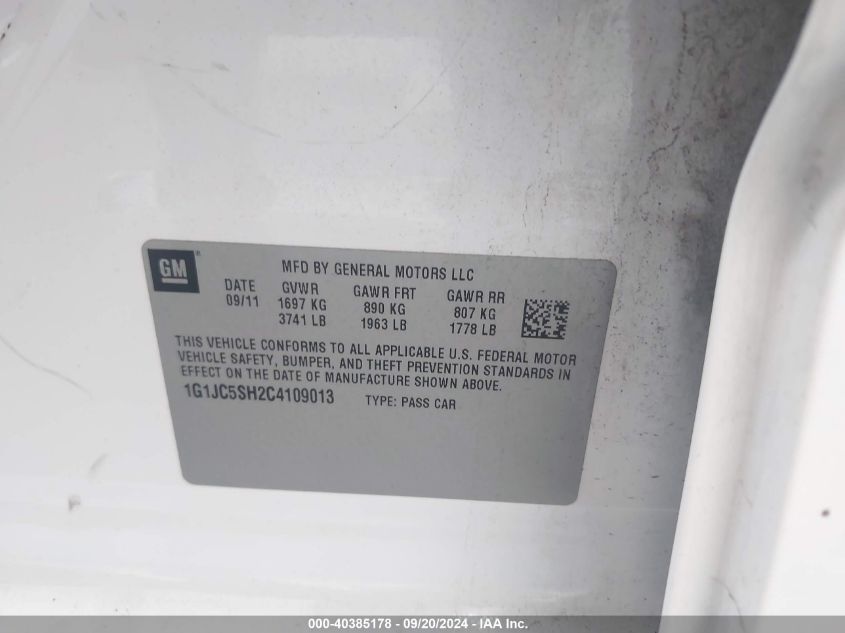 GM®
MFD BY GENERAL MOTORS LLC
DATE GVWR GAWR FRT GAWR RR
09/11 1697 KG 890 KG 807 KG
3741 LB 1963 LB 1778 LB
THIS VEHICLE CONFORMS TO ALL APPLICABLE U.S. FEDERAL MOTOR
VEHICLE SAFETY, BUMPER, AND THEFT PREVENTION STANDARDS IN
EFFECT ON THE DATE OF MANUFACTURE SHOWN ABOVE.
1G1JC5SH2C4109013 TYPE: PASS CAR
000-40385178 - 09/20/2024 - IAA Inc.